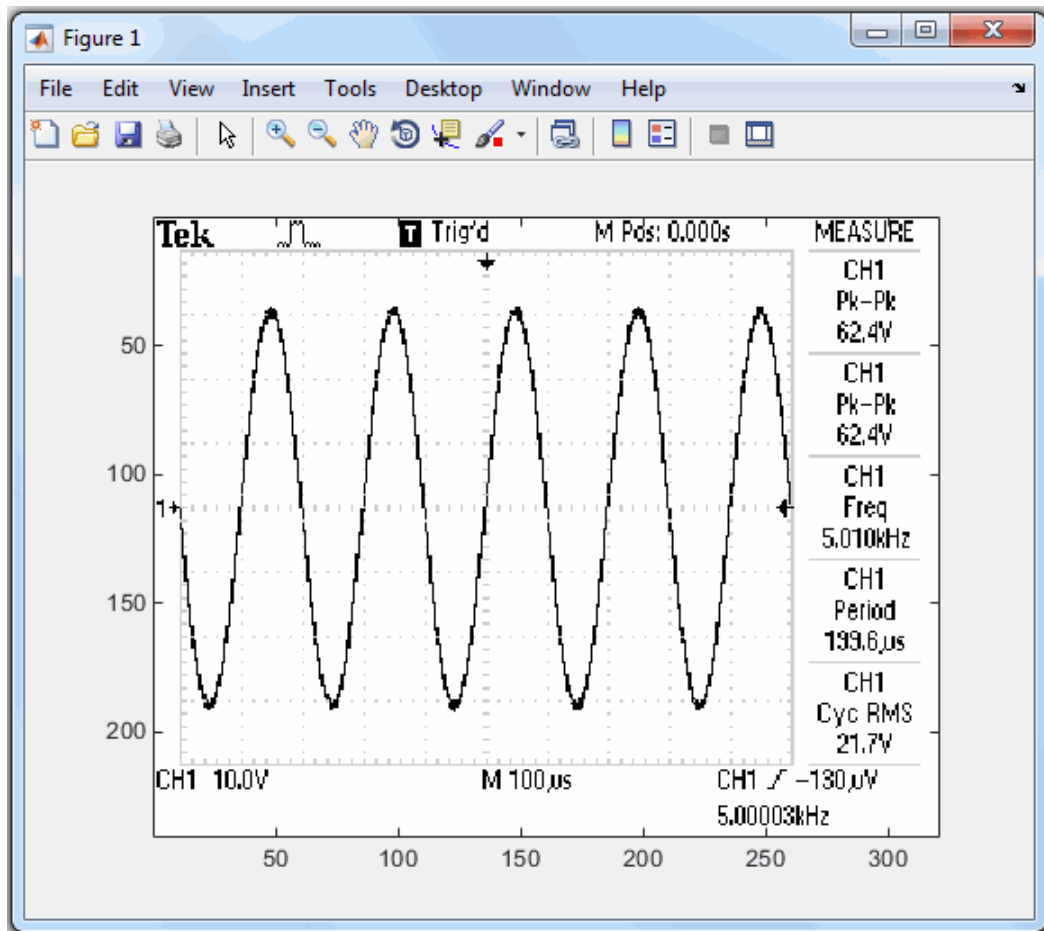 Figure 1
File Edit View Insert Tools Desktop Window Help
Tek T Trig'd M Pos: 0.000s MEASURE
CH1
Pk-Pk
62.4V
50
CH1
Pk-Pk
62.4V
100
CH1
1 Freq
5.010kHz
150
CH1
Period
199.6µs
CH1
Cyc RMS
200 21.7V
CH1 10.0V M 100µs CH1 -130µV
5.00003kHz
50 100 150 200 250 300